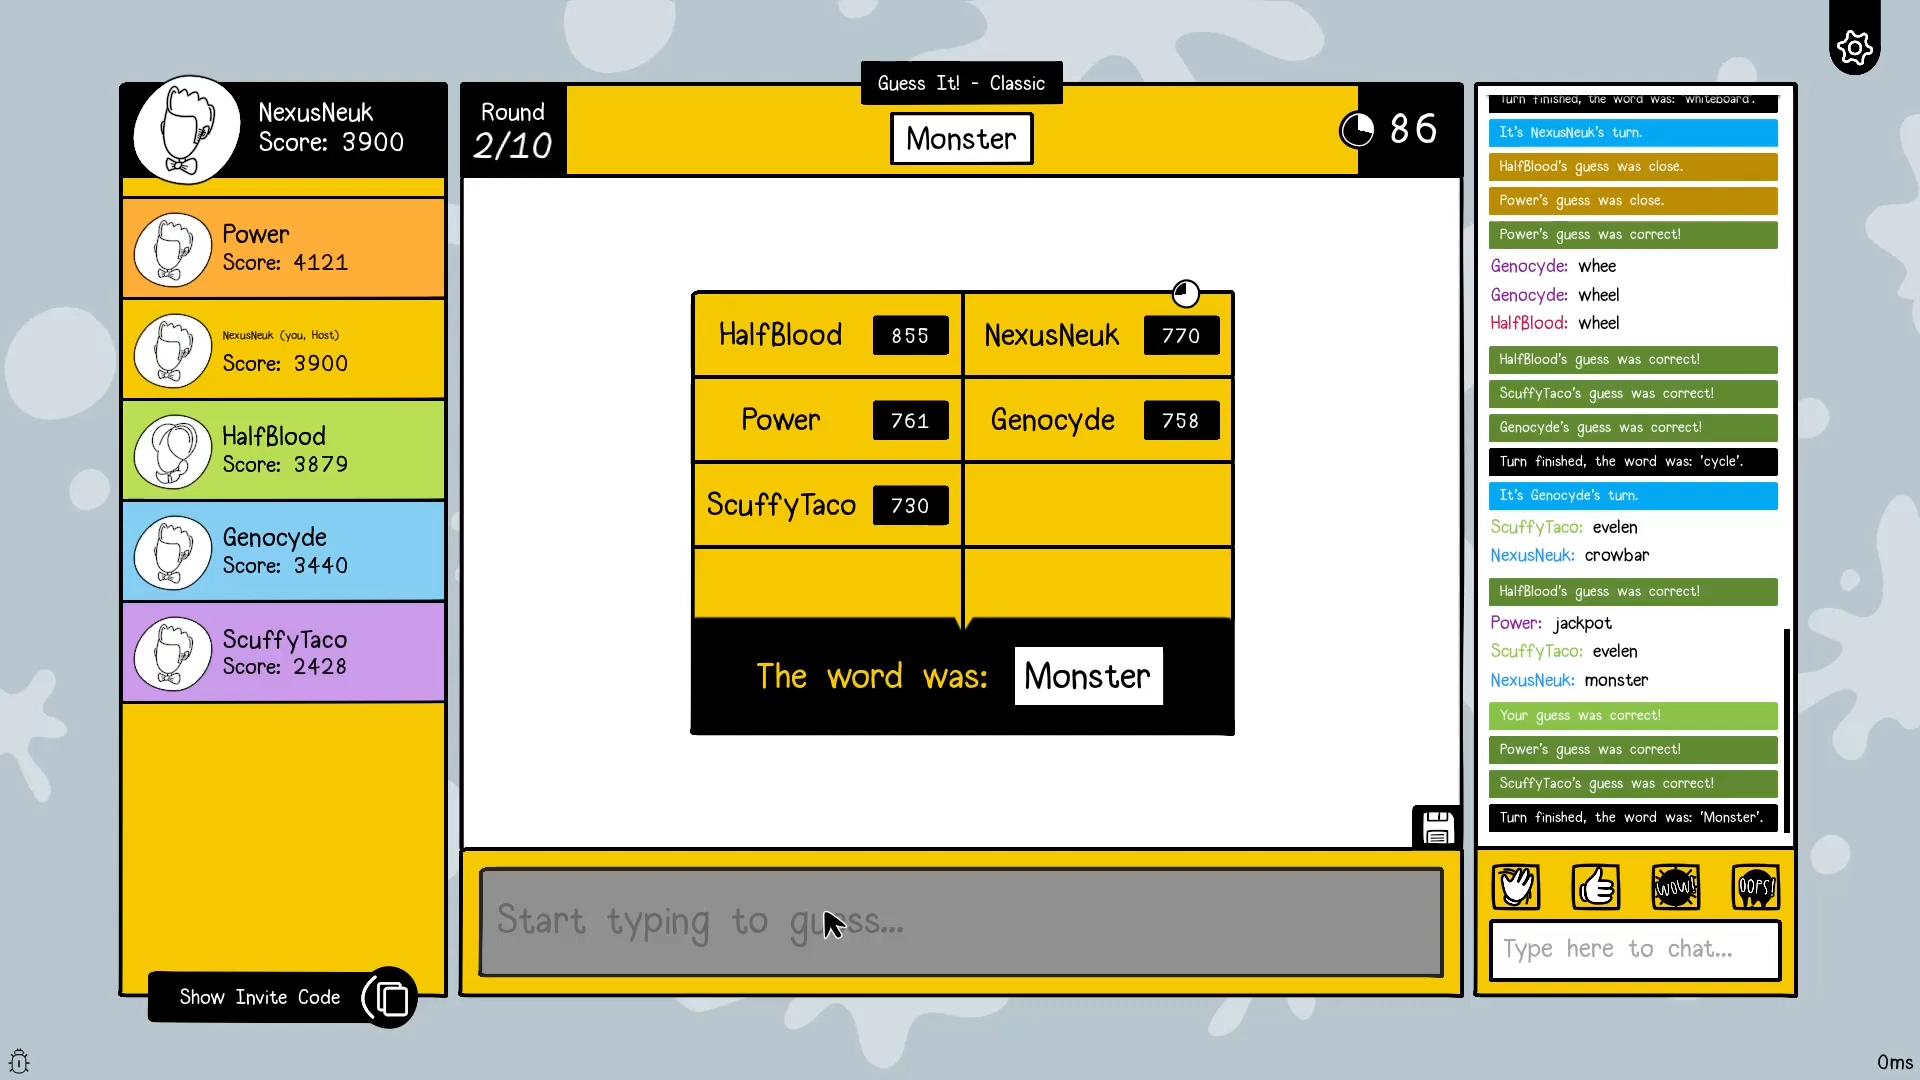 Guess It! - Classic
NexusNeuk
Score: 3900
Round
2/10
Monster
86
Power
Score: 4121
NexusNeuk (you, Host)
Score: 3900
HalfBlood
Score: 3879
Genocyde
Score: 3440
ScuffyTaco
Score: 2428
Show Invite Code
HalfBlood 855
NexusNeuk 770
Power 761
Genocyde 758
ScuffyTaco 730
The word was: Monster
Start typing to guess...
Turn finished, the word was: 'whiteboard'.
It's NexusNeuk's turn.
HalfBlood's guess was close.
Power's guess was close.
Power's guess was correct!
Genocyde: whee
Genocyde: wheel
HalfBlood: wheel
HalfBlood's guess was correct!
ScuffyTaco's guess was correct!
Genocyde's guess was correct!
Turn finished, the word was: 'cycle'.
It's Genocyde's turn.
ScuffyTaco: evelen
NexusNeuk: crowbar
HalfBlood's guess was correct!
Power: jackpot
ScuffyTaco: evelen
NexusNeuk: monster
Your guess was correct!
Power's guess was correct!
ScuffyTaco's guess was correct!
Turn finished, the word was: 'Monster'.
WOW!
OOPS!
Type here to chat...
0ms